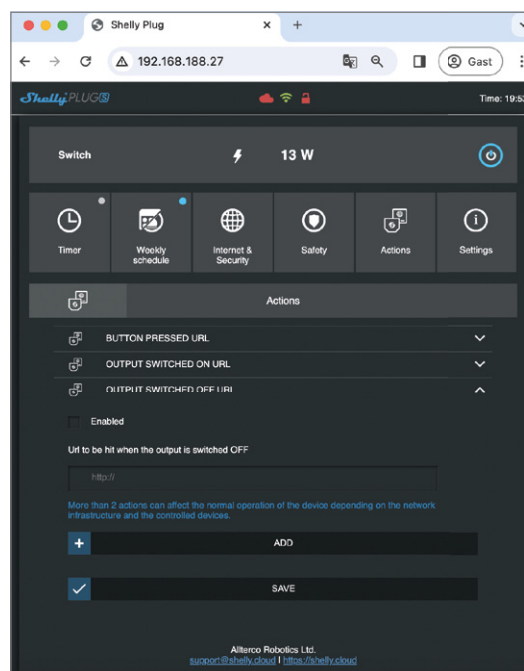 Shelly Plug
192.168.188.27
Gast
Shelly PLUG S
Time: 19:53
Switch
13 W
Timer
Weekly
schedule
Internet &
Security
Safety
Actions
Settings
Actions
BUTTON PRESSED URL
OUTPUT SWITCHED ON URL
OUTPUT SWITCHED OFF URL
Enabled
Url to be hit when the output is switched OFF
http://
More than 2 actions can affect the normal operation of the device depending on the network
infrastructure and the controlled devices.
ADD
SAVE
Allterco Robotics Ltd.
support@shelly.cloud | https://shelly.cloud